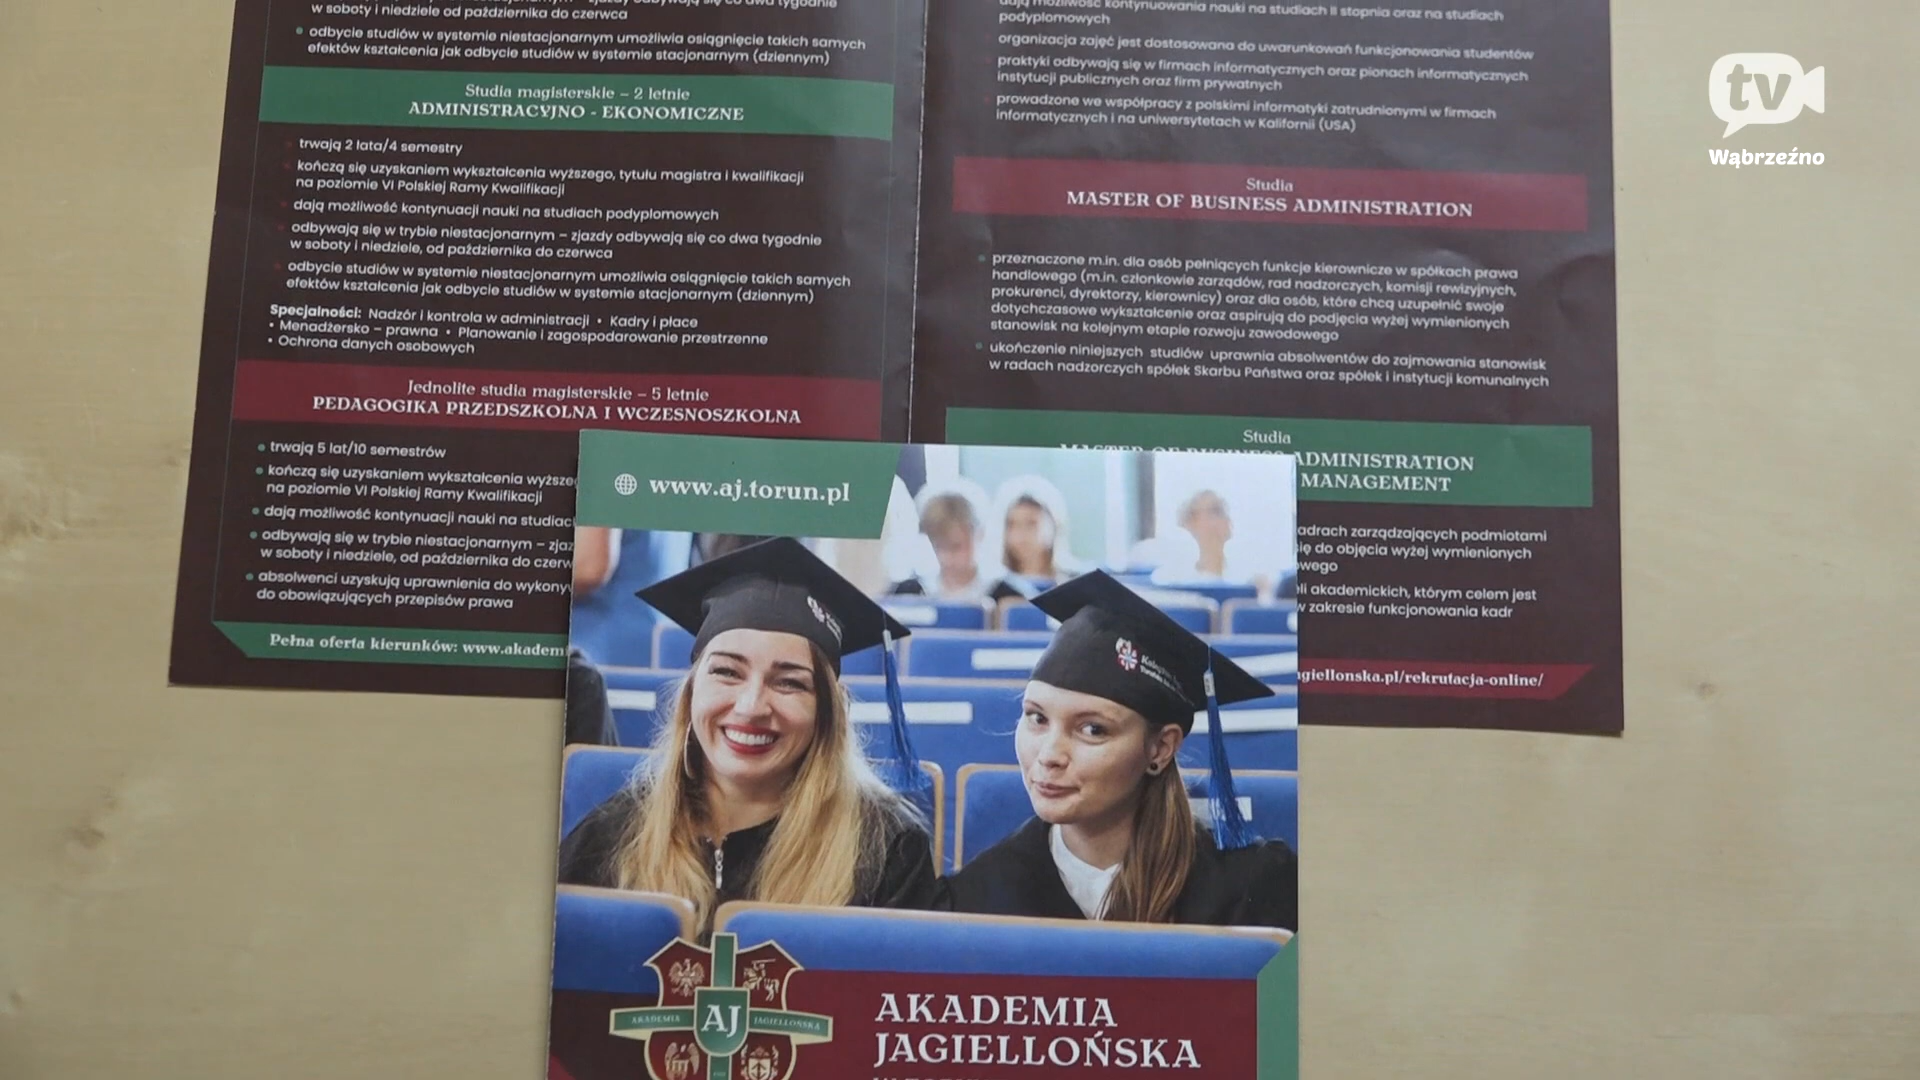 w soboty i niedziele od października do czerwca
odbycie studiów w systemie niestacjonarnym umożliwia osiągnięcie takich samych
efektów kształcenia jak odbycie studiów w systemie stacjonarnym (dziennym)
Studia magisterskie – 2 letnie
ADMINISTRACYJNO - EKONOMICZNE
trwają 2 lata/4 semestry
kończą się uzyskaniem wykształcenia wyższego, tytułu magistra i kwalifikacji
na poziomie VI Polskiej Ramy Kwalifikacji
dają możliwość kontynuacji nauki na studiach podyplomowych
odbywają się w trybie niestacjonarnym – zjazdy odbywają się co dwa tygodnie
w soboty i niedziele, od października do czerwca
odbycie studiów w systemie niestacjonarnym umożliwia osiągnięcie takich samych
efektów kształcenia jak odbycie studiów w systemie stacjonarnym (dziennym)
Specjalności: Nadzór i kontrola w administracji • Kadry i płace
• Menadżersko – prawna • Planowanie i zagospodarowanie przestrzenne
• Ochrona danych osobowych
Jednolite studia magisterskie – 5 letnie
PEDAGOGIKA PRZEDSZKOLNA I WCZESNOSZKOLNA
• trwają 5 lat/10 semestrów
• kończą się uzyskaniem wykształcenia wyższe
na poziomie VI Polskiej Ramy Kwalifikacji
• dają możliwość kontynuacji nauki na studiac
• odbywają się w trybie niestacjonarnym – zjaz
w soboty i niedziele, od października do czerw
• absolwenci uzyskują uprawnienia do wykony
do obowiązujących przepisów prawa
Pełna oferta kierunków: www.akadem
dają możliwość kontynuowania nauki na studiach II stopnia oraz na studiach
podyplomowych
organizacja zajęć jest dostosowana do uwarunkowań funkcjonowania studentów
praktyki odbywają się w firmach informatycznych oraz pionach informatycznych
instytucji publicznych oraz firm prywatnych
prowadzone we współpracy z polskimi informatyki zatrudnionymi w firmach
informatycznych i na uniwersytetach w Kalifornii (USA)
Studia
MASTER OF BUSINESS ADMINISTRATION
• przeznaczone m.in. dla osób pełniących funkcje kierownicze w spółkach prawa
handlowego (m.in. członkowie zarządów, rad nadzorczych, komisji rewizyjnych,
prokurenci, dyrektorzy, kierownicy) oraz dla osób, które chcą uzupełnić swoje
dotychczasowe wykształcenie oraz aspirują do podjęcia wyżej wymienionych
stanowisk na kolejnym etapie rozwoju zawodowego
• ukończenie niniejszych studiów uprawnia absolwentów do zajmowania stanowisk
w radach nadzorczych spółek Skarbu Państwa oraz spółek i instytucji komunalnych
Studia
ADMINISTRATION
MANAGEMENT
adrach zarządzających podmiotami
ię do objęcia wyżej wymienionych
owego
li akademickich, którym celem jest
w zakresie funkcjonowania kadr
giellonska.pl/rekrutacja-online/
www.aj.torun.pl
AKADEMIA
AJ
JAGIELLOŃSKA
AKADEMIA
JAGIELLOŃSKA
tv
Wąbrzeźno